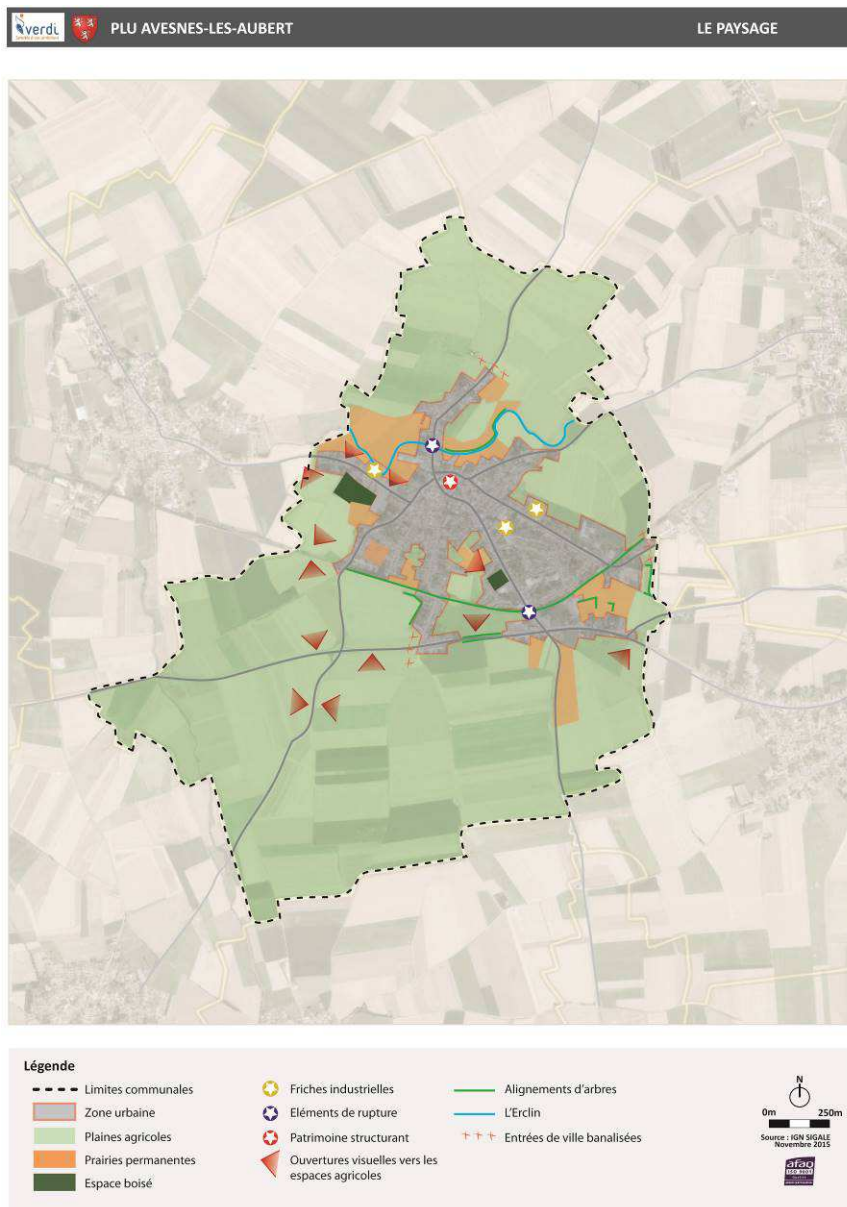 verdi
PLU AVESNES-LES-AUBERT
LE PAYSAGE
Légende
Limites communales
Zone urbaine
Plaines agricoles
Prairies permanentes
Espace boisé
Friches industrielles
Eléments de rupture
Patrimoine structurant
Ouvertures visuelles vers les
espaces agricoles
Alignements d'arbres
L'Erclin
Entrées de ville banalisées
N
0m 250m
Source : IGN SIGALE
Novembre 2015
afaq
ISO 9001